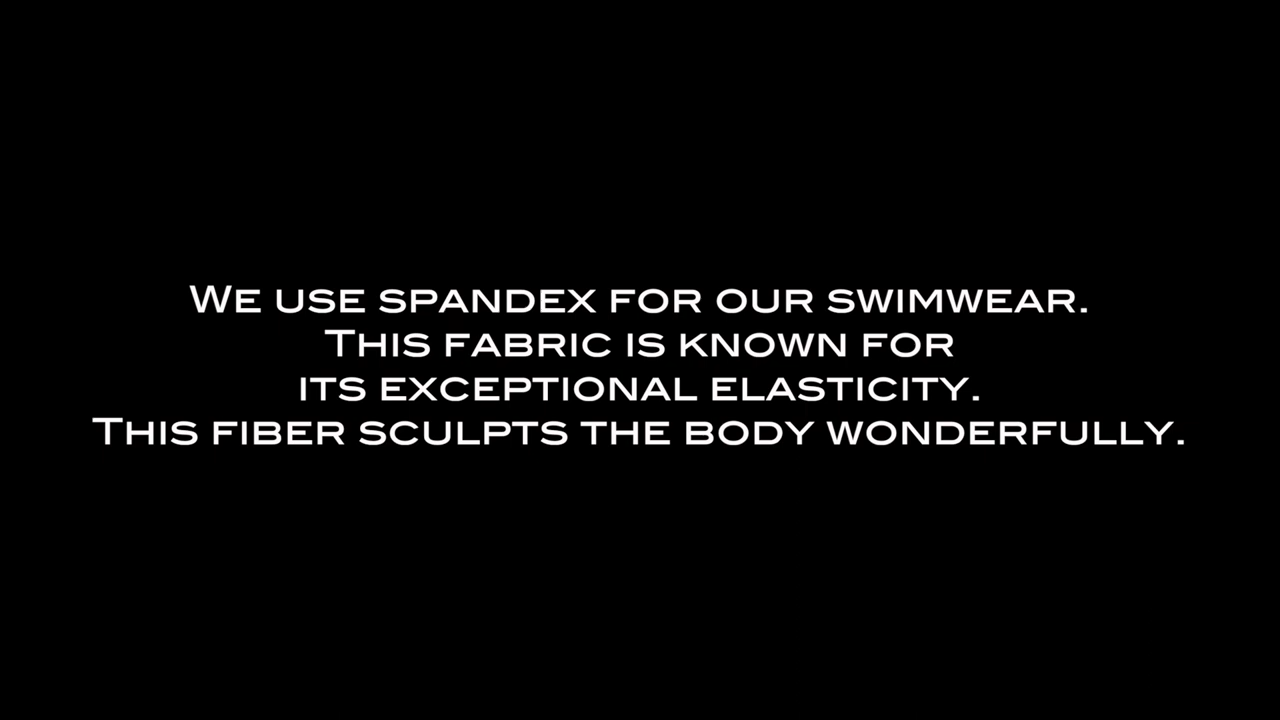 We use spandex for our swimwear.
This fabric is known for
its exceptional elasticity.
This fiber sculpts the body wonderfully.